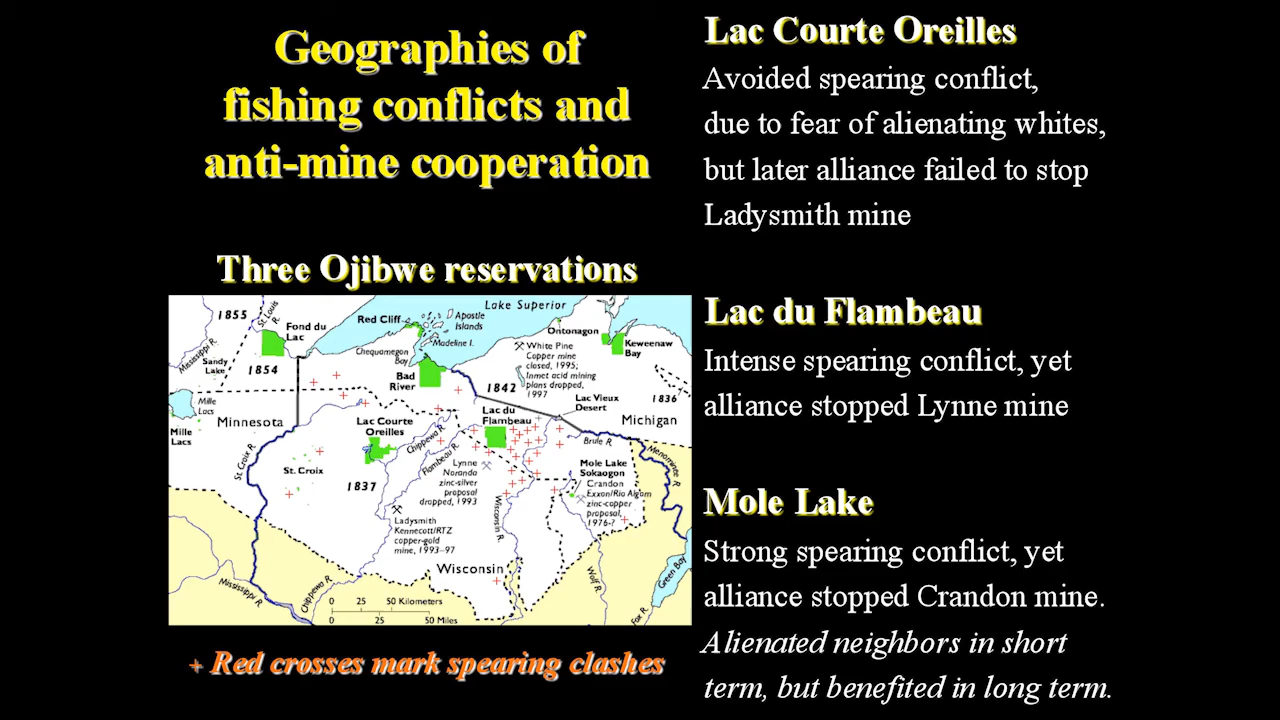 Geographies of
fishing conflicts and
anti-mine cooperation
Three Ojibwe reservations
1855
St. Louis R.
Fond du
Lac
Mississippi R.
Sandy
Lake
1854
Mille
Lacs
Mille
Lacs
Minnesota
Red Cliff
Apostle
Islands
Madeline I.
Chequamegon
Bay
Bad
River
Lake Superior
Ontonagon
Keweenaw
Bay
White Pine
Copper mine
closed, 1995;
Inmet acid mining
plans dropped,
1997
1842
1836
Lac Vieux
Desert
Michigan
Lac du
Flambeau
Lac Courte
Oreilles
Chippewa R.
Flambeau R.
Brule R.
Menominee R.
St. Croix R.
St. Croix
1837
Lynne
Noranda
zinc-silver
proposal
dropped, 1993
Mole Lake
Sokaogon
Crandon
Exxon/Rio Algom
zinc-copper
proposal,
1976-?
Ladysmith
Kennecott/RTZ
copper-gold
mine, 1993–97
Wisconsin R.
Wisconsin
Wolf R.
Green Bay
Fox R.
Mississippi R.
Chippewa R.
0 25 50 Kilometers
0 25 50 Miles
+ Red crosses mark spearing clashes
Lac Courte Oreilles
Avoided spearing conflict,
due to fear of alienating whites,
but later alliance failed to stop
Ladysmith mine
Lac du Flambeau
Intense spearing conflict, yet
alliance stopped Lynne mine
Mole Lake
Strong spearing conflict, yet
alliance stopped Crandon mine.
Alienated neighbors in short
term, but benefited in long term.